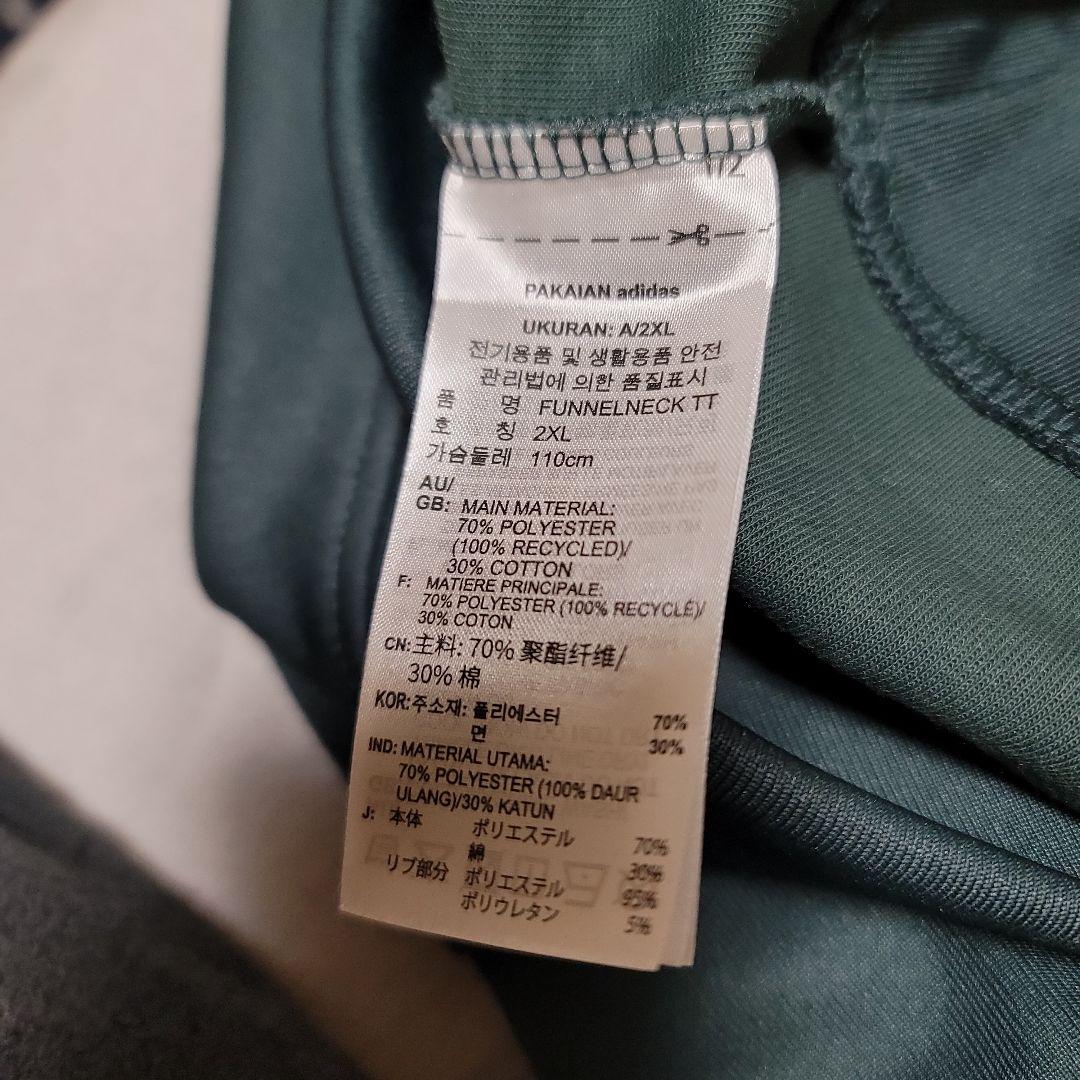 1/2
PAKAIAN adidas
UKURAN: A/2XL
전기용품 및 생활용품 안전
관리법에 의한 품질표시
품 명 FUNNELNECK TT
호 칭 2XL
가슴둘레 110cm
AU/
GB: MAIN MATERIAL:
70% POLYESTER
(100% RECYCLED)/
30% COTTON
F: MATIERE PRINCIPALE:
70% POLYESTER (100% RECYCLÉ)/
30% COTON
CN: 主料: 70% 聚酯纤维/
30% 棉
KOR: 주소재: 폴리에스터 70%
면 30%
IND: MATERIAL UTAMA:
70% POLYESTER (100% DAUR
ULANG)/30% KATUN
J: 本体 ポリエステル 70%
綿 30%
リブ部分 ポリエステル 95%
ポリウレタン 5%